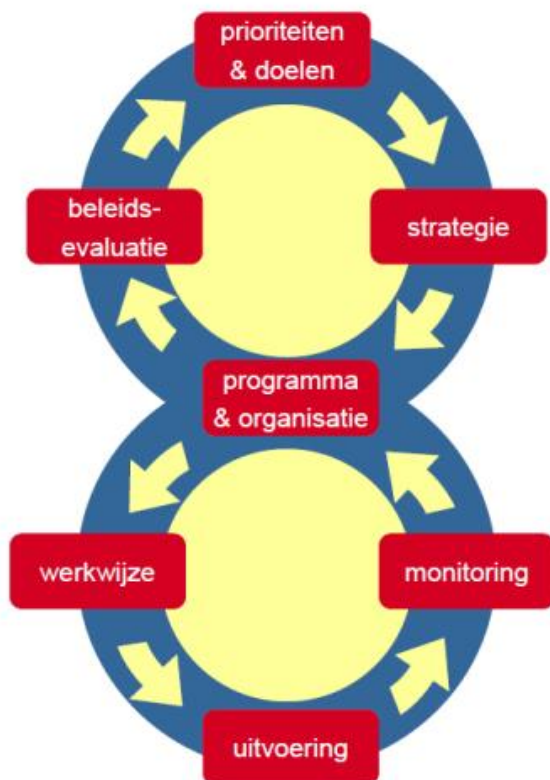 prioriteiten
& doelen
beleids-
evaluatie
strategie
programma
& organisatie
werkwijze
monitoring
uitvoering